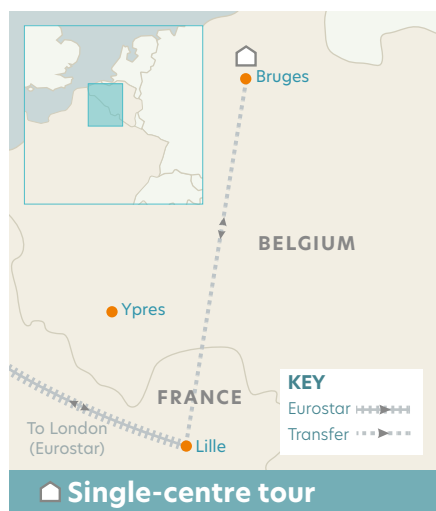 Bruges
BELGIUM
Ypres
FRANCE
KEY
Eurostar
Transfer
To London
(Eurostar)
Lille
Single-centre tour